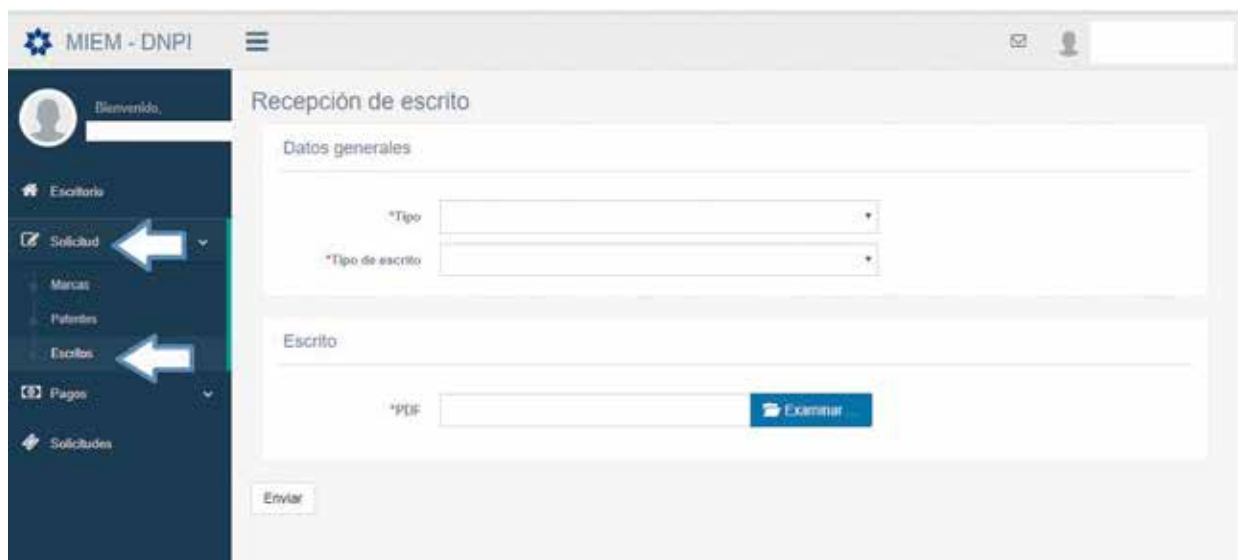 MIEM - DNPI
Bienvenido,
Escritorio
Solicitud
Marcas
Patentes
Escritos
Pagos
Solicitudes
Recepción de escrito
Datos generales
*Tipo
*Tipo de escrito
Escrito
*PDF
Examinar ...
Enviar